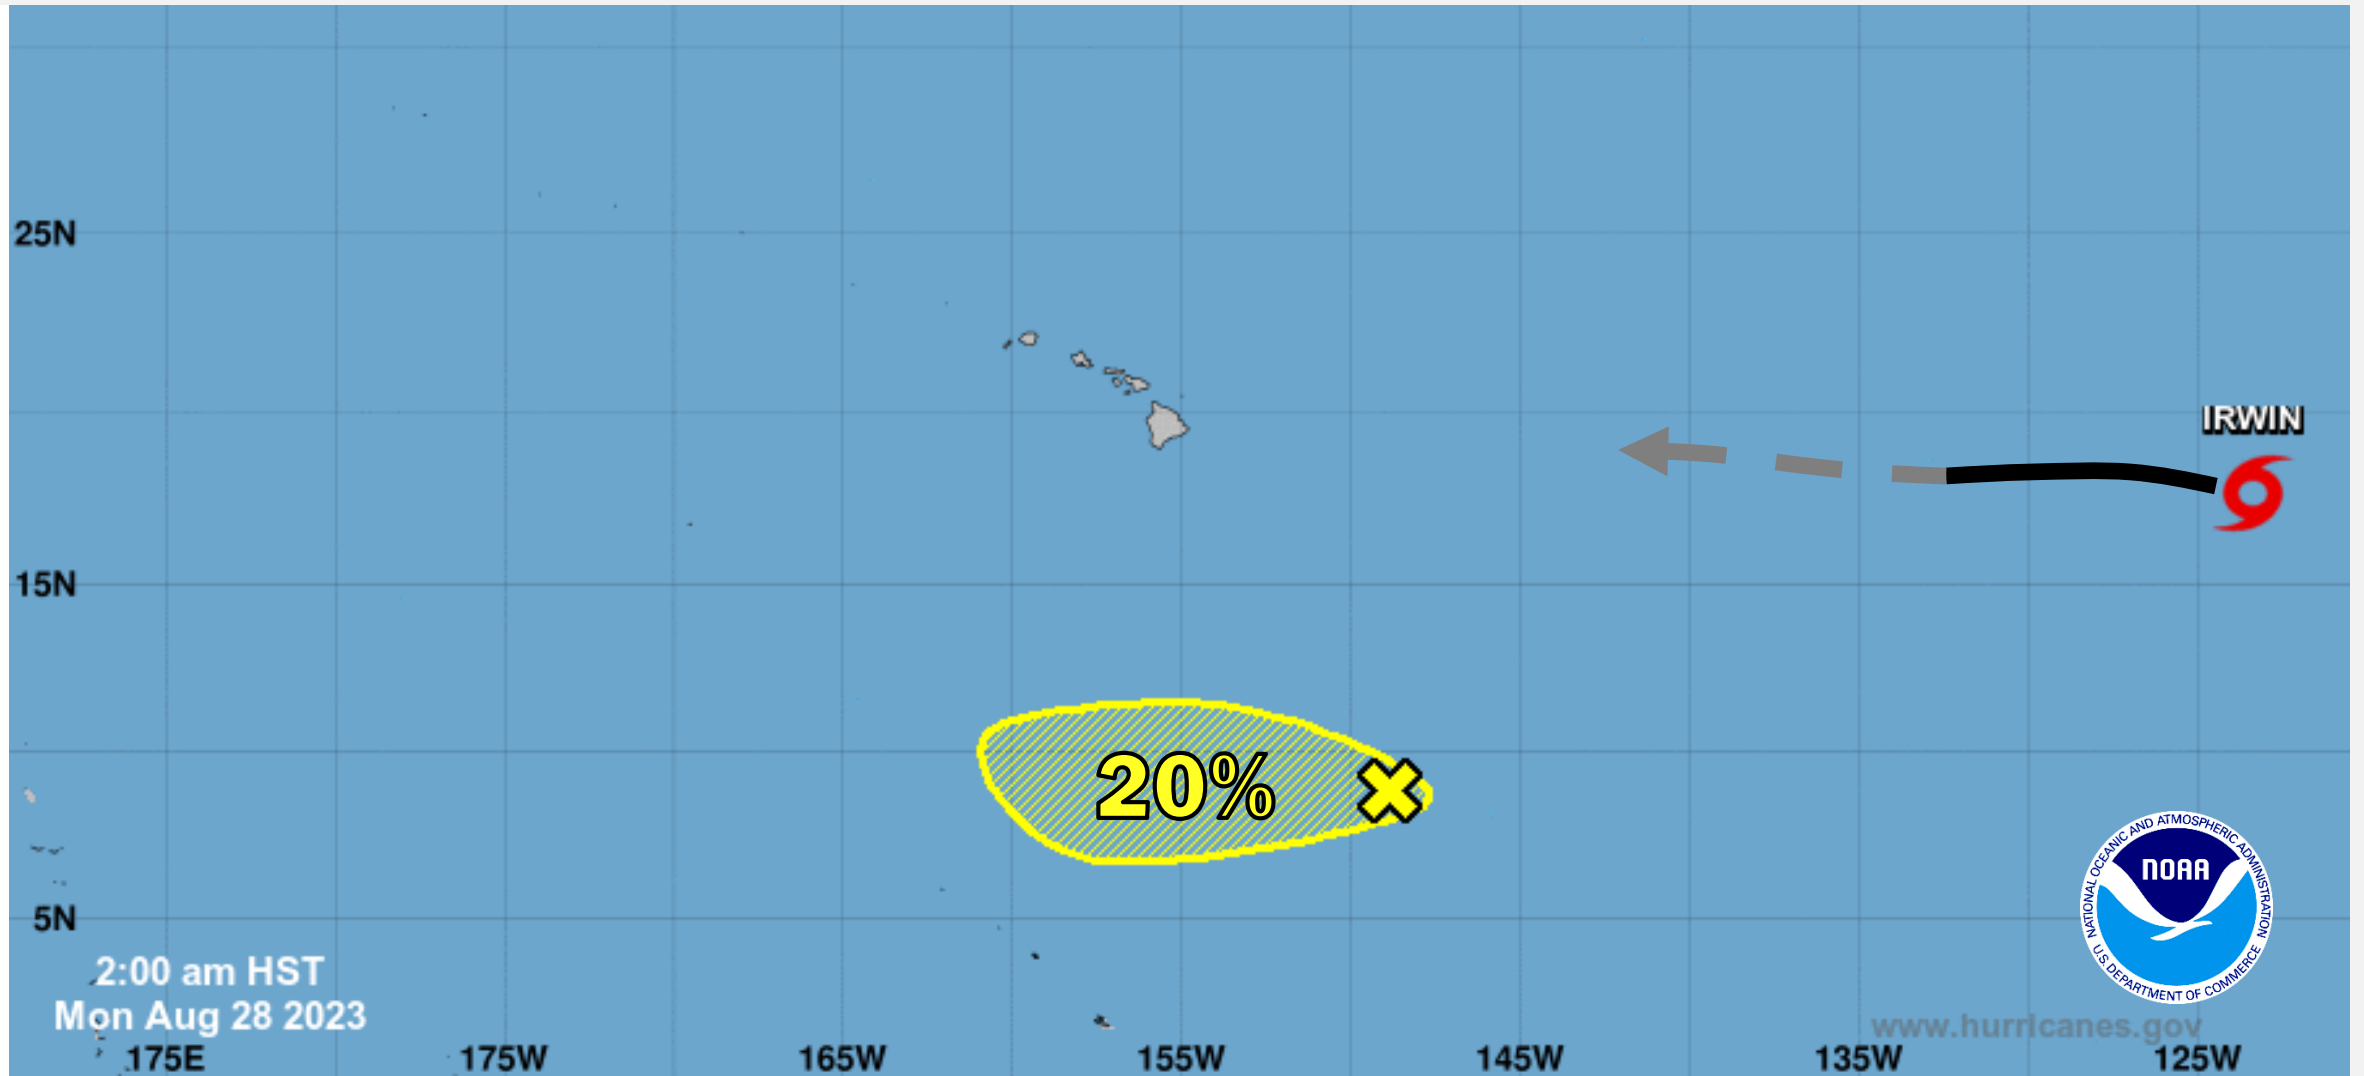 25N
IRWIN
15N
20%
NATIONAL OCEANIC AND ATMOSPHERIC ADMINISTRATION
NOAA
U.S. DEPARTMENT OF COMMERCE
5N
2:00 am HST
Mon Aug 28 2023
www.hurricanes.gov
175E 175W 165W 155W 145W 135W 125W